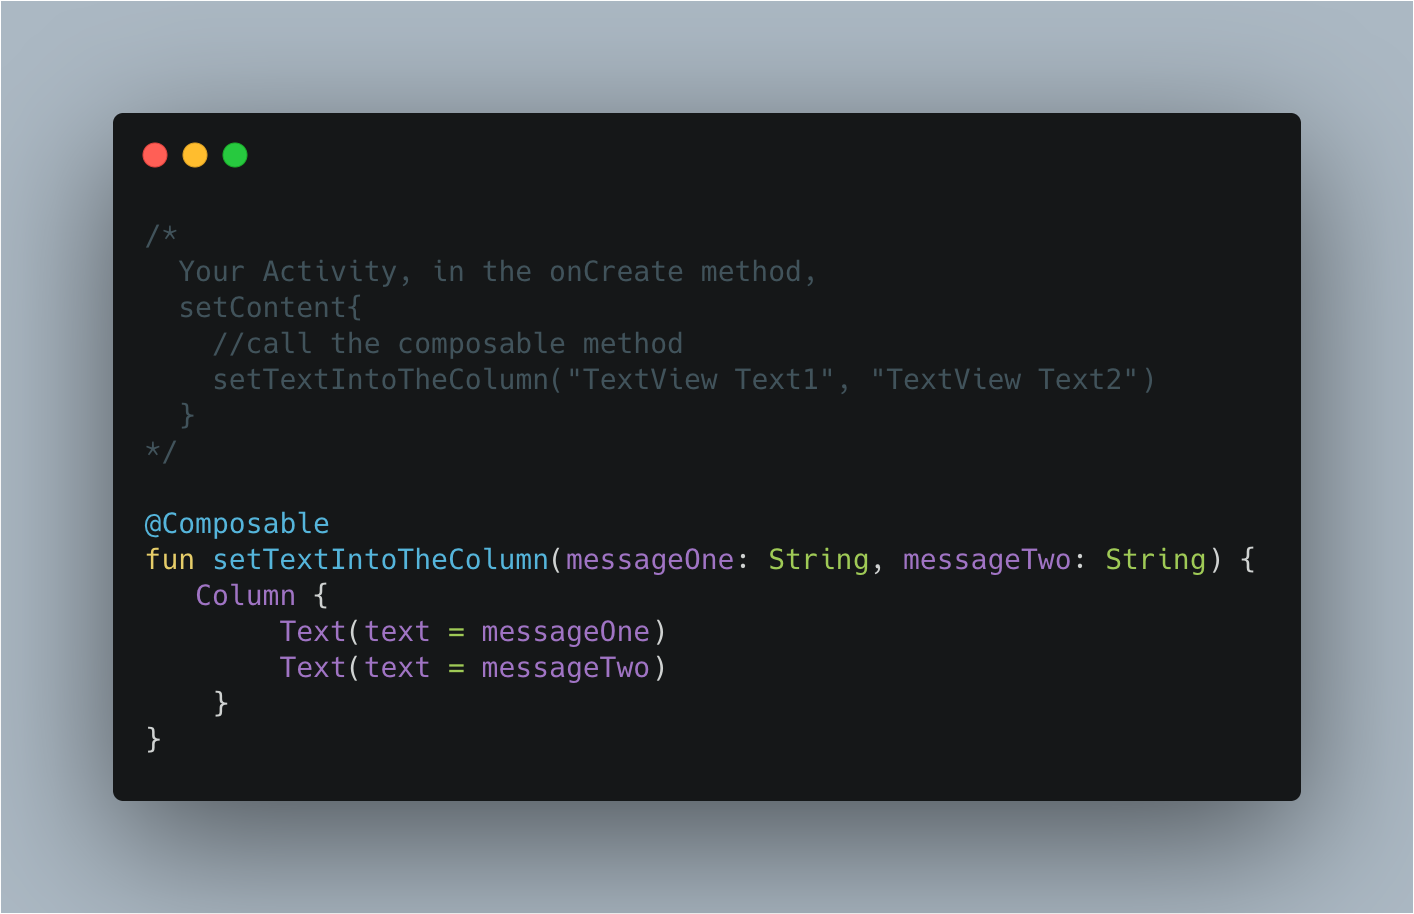 /*
  Your Activity, in the onCreate method,
  setContent{
    //call the composable method
    setTextIntoTheColumn("TextView Text1", "TextView Text2")
  }
*/

@Composable
fun setTextIntoTheColumn(messageOne: String, messageTwo: String) {
   Column {
        Text(text = messageOne)
        Text(text = messageTwo)
    }
}